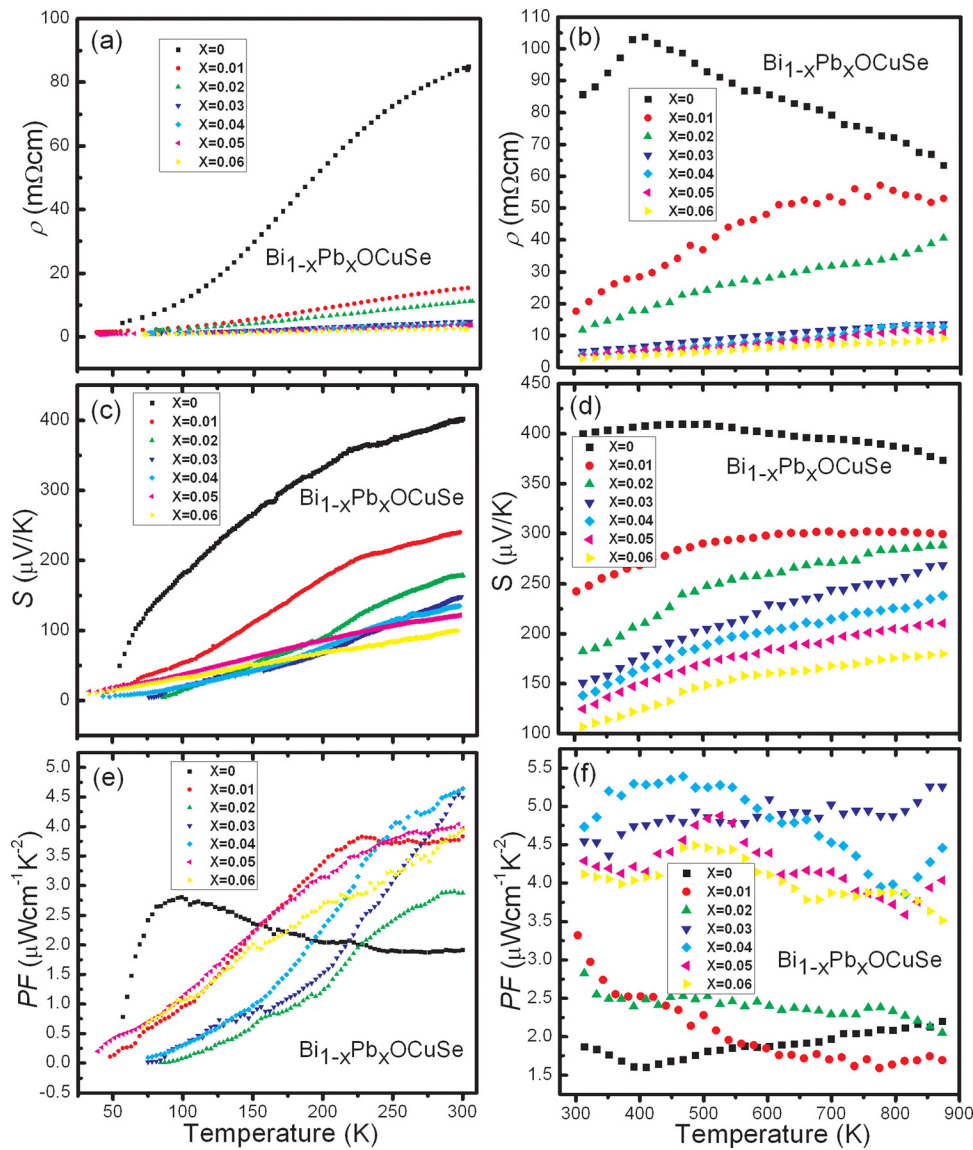 (a)
X=0
X=0.01
X=0.02
X=0.03
X=0.04
X=0.05
X=0.06
Bi1-xPbxOCuSe
ρ (mΩcm)
100
80
60
40
20
0
(b)
Bi1-xPbxOCuSe
X=0
X=0.01
X=0.02
X=0.03
X=0.04
X=0.05
X=0.06
ρ (mΩcm)
110
100
90
80
70
60
50
40
30
20
10
0
(c)
X=0
X=0.01
X=0.02
X=0.03
X=0.04
X=0.05
X=0.06
Bi1-xPbxOCuSe
S (μV/K)
400
300
200
100
0
(d)
X=0
X=0.01
X=0.02
X=0.03
X=0.04
X=0.05
X=0.06
Bi1-xPbxOCuSe
S (μV/K)
450
400
350
300
250
200
150
100
(e)
X=0
X=0.01
X=0.02
X=0.03
X=0.04
X=0.05
X=0.06
Bi1-xPbxOCuSe
PF (μWcm-1K-2)
5.0
4.5
4.0
3.5
3.0
2.5
2.0
1.5
1.0
0.5
0.0
-0.5
50 100 150 200 250 300
Temperature (K)
(f)
X=0
X=0.01
X=0.02
X=0.03
X=0.04
X=0.05
X=0.06
Bi1-xPbxOCuSe
PF (μWcm-1K-2)
5.5
5.0
4.5
4.0
3.5
3.0
2.5
2.0
1.5
300 400 500 600 700 800 900
Temperature (K)